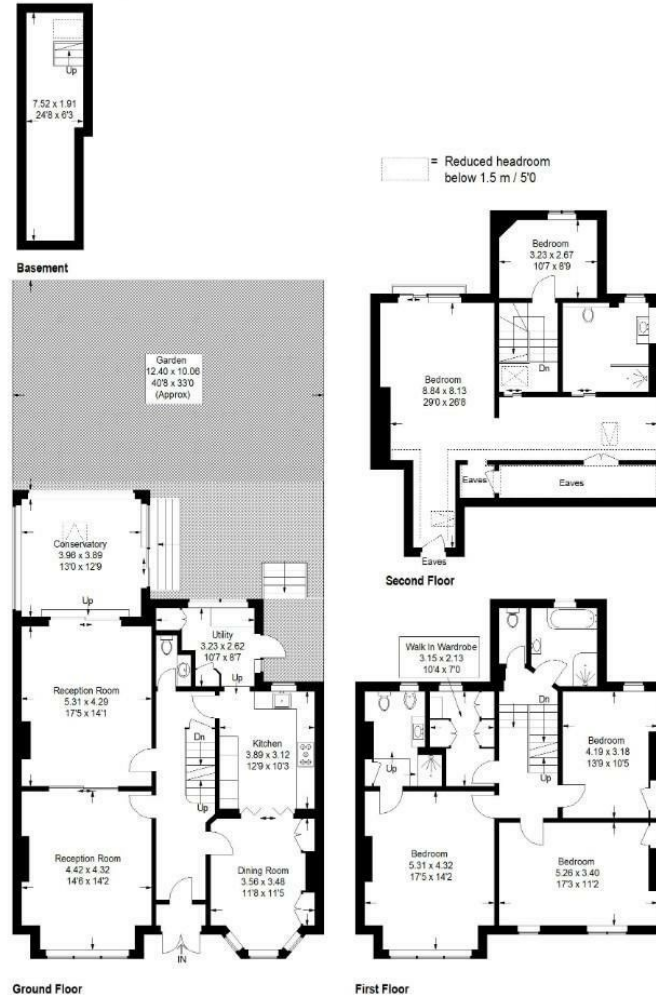 Up
7.52 x 1.91
24'8 x 6'3
Basement
= Reduced headroom
below 1.5 m / 5'0
Garden
12.40 x 10.06
40'8 x 33'0
(Approx)
Conservatory
3.96 x 3.89
13'0 x 12'9
Up
Utility
3.23 x 2.62
10'7 x 8'7
Up
Reception Room
5.31 x 4.29
17'5 x 14'1
Dn
Up
Kitchen
3.89 x 3.12
12'9 x 10'3
Reception Room
4.42 x 4.32
14'6 x 14'2
Dining Room
3.56 x 3.48
11'8 x 11'5
IN
Ground Floor
Bedroom
3.23 x 2.67
10'7 x 8'9
Bedroom
8.84 x 8.13
29'0 x 26'8
Dn
Eaves
Eaves
Eaves
Second Floor
Walk In Wardrobe
3.15 x 2.13
10'4 x 7'0
Dn
Up
Up
Bedroom
4.19 x 3.18
13'9 x 10'5
Bedroom
5.31 x 4.32
17'5 x 14'2
Bedroom
5.26 x 3.40
17'3 x 11'2
First Floor